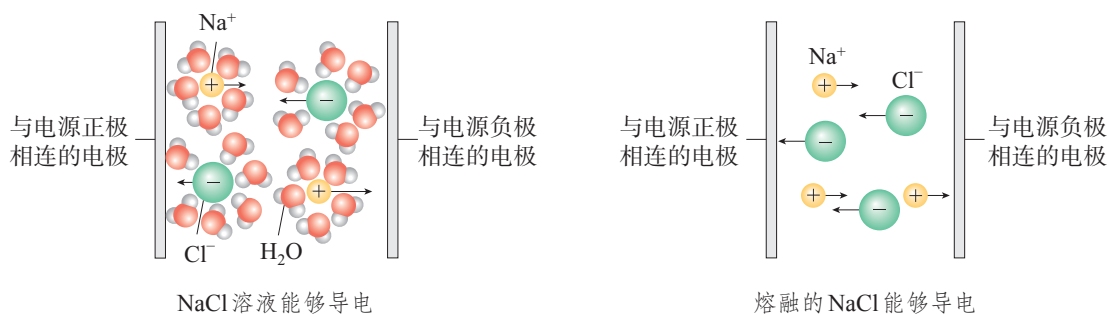 Na⁺
+
−
与电源正极
相连的电极
−
+
Cl⁻
H₂O
与电源负极
相连的电极
NaCl溶液能够导电
Na⁺
+
Cl⁻
−
与电源正极
相连的电极
−
+
−
+
与电源负极
相连的电极
熔融的NaCl能够导电